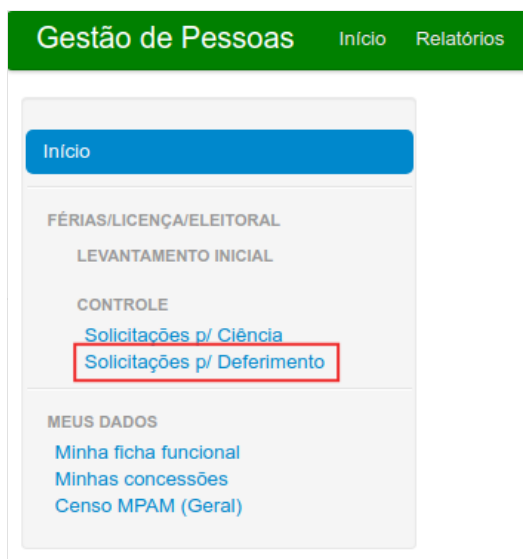 Gestão de Pessoas Início Relatórios
Início
FÉRIAS/LICENÇA/ELEITORAL
LEVANTAMENTO INICIAL
CONTROLE
Solicitações p/ Ciência
Solicitações p/ Deferimento
MEUS DADOS
Minha ficha funcional
Minhas concessões
Censo MPAM (Geral)